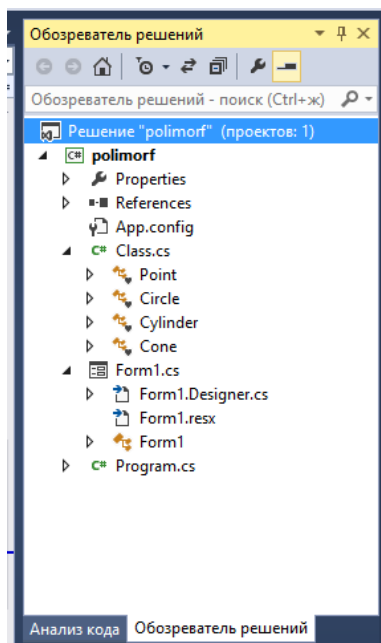 Обозреватель решений
Обозреватель решений - поиск (Ctrl+ж)
Решение "polimorf" (проектов: 1)
C# polimorf
Properties
References
App.config
C# Class.cs
Point
Circle
Cylinder
Cone
Form1.cs
Form1.Designer.cs
Form1.resx
Form1
C# Program.cs
Анализ кода Обозреватель решений